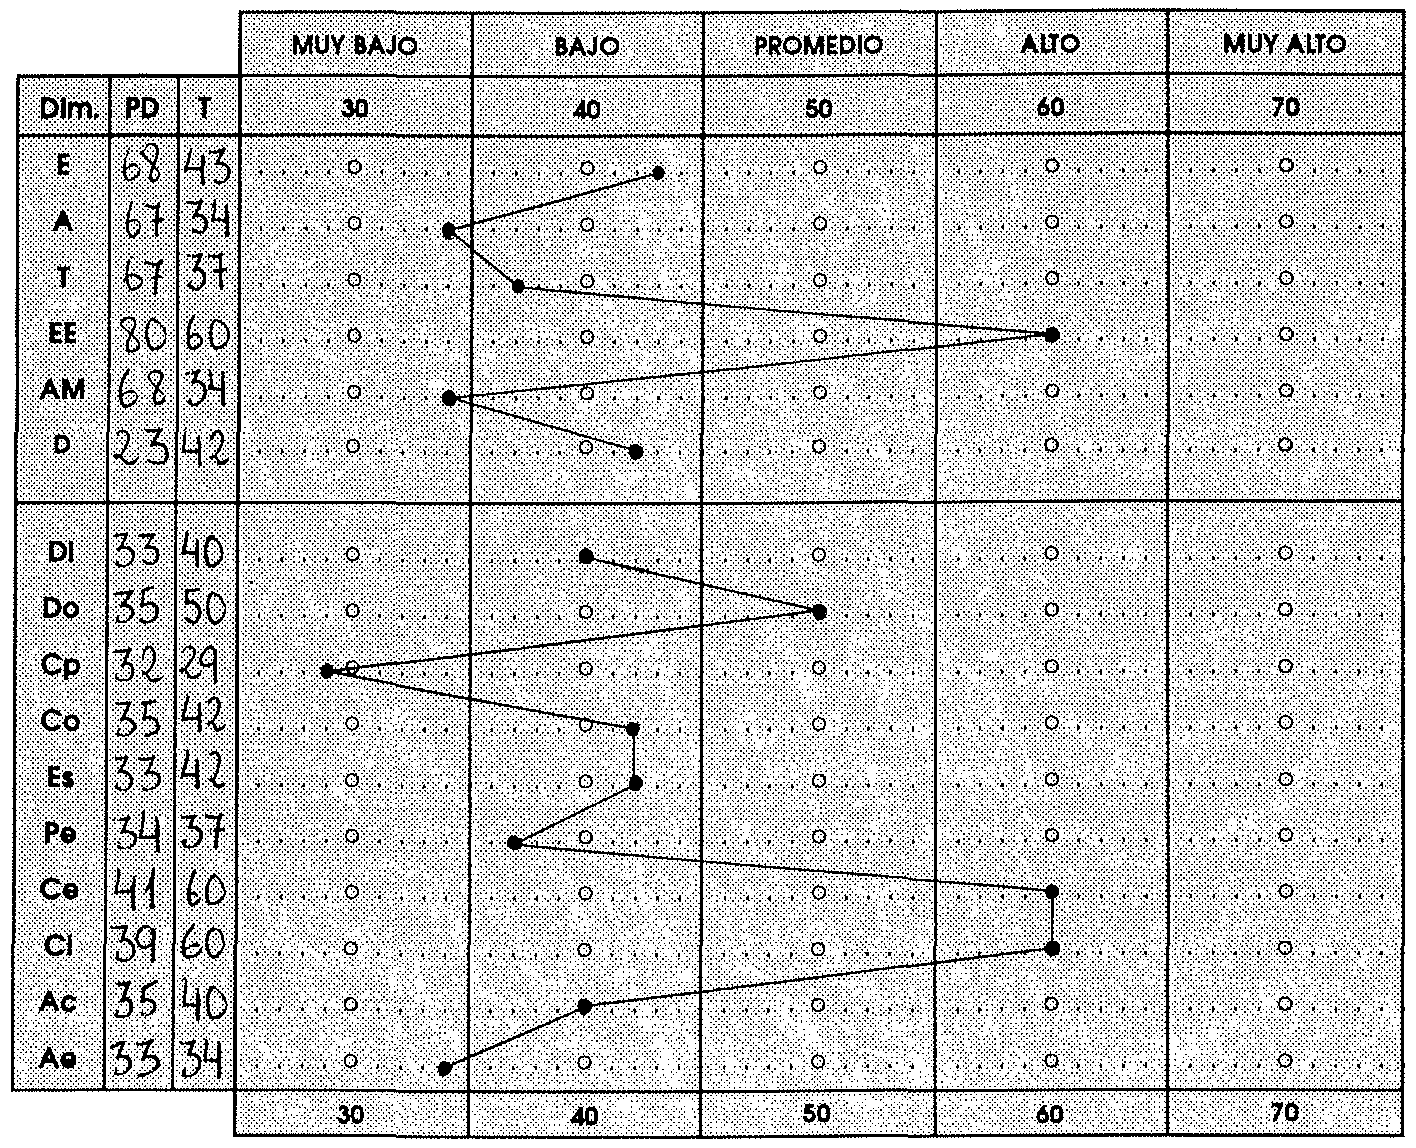 MUY BAJO BAJO PROMEDIO ALTO MUY ALTO
Dim. PD T 30 40 50 60 70
E 68 43
A 67 34
T 67 37
EE 80 60
AM 68 34
D 23 42
DI 33 40
Do 35 50
Cp 32 29
Co 35 42
Es 33 42
Pe 34 37
Ce 41 60
CI 39 60
Ac 35 40
Ae 33 34
30 40 50 60 70